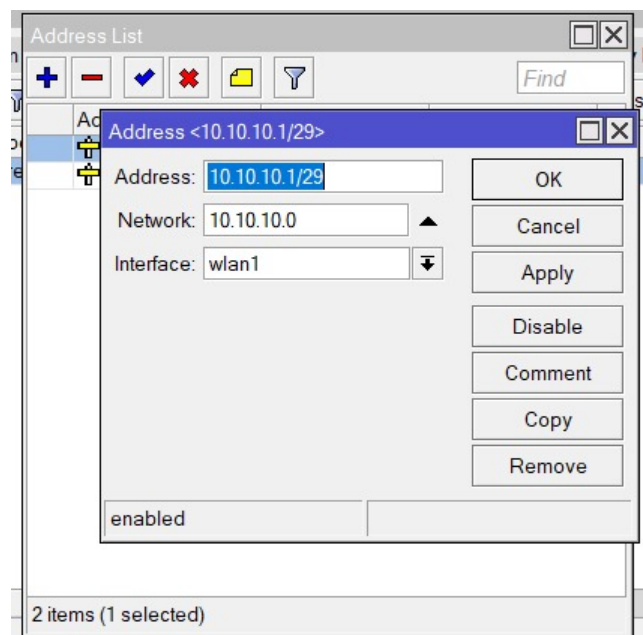 Address List
Find
Ad
Address <10.10.10.1/29>
Address: 10.10.10.1/29
OK
Network: 10.10.10.0
Cancel
Interface: wlan1
Apply
Disable
Comment
Copy
Remove
enabled
2 items (1 selected)